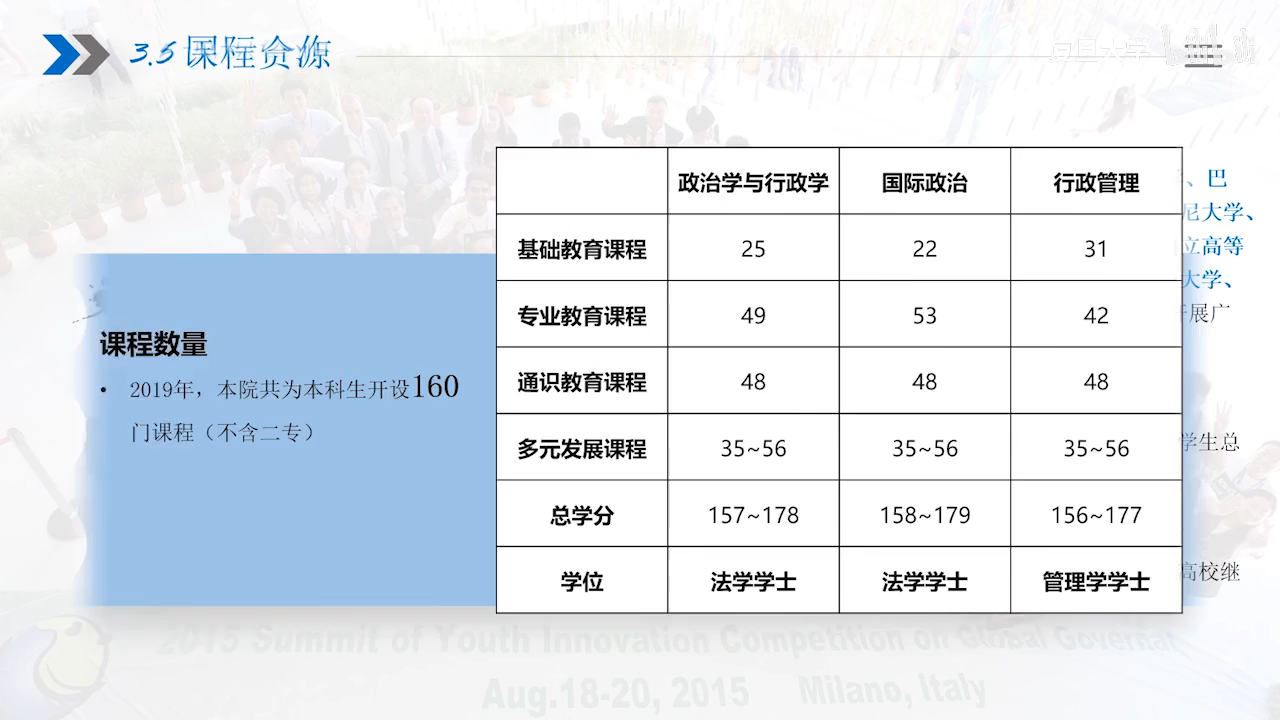 3.5 课程资源
复旦大学
课程数量
• 2019年，本院共为本科生开设160
门课程（不含二专）
政治学与行政学 国际政治 行政管理
基础教育课程 25 22 31
专业教育课程 49 53 42
通识教育课程 48 48 48
多元发展课程 35~56 35~56 35~56
总学分 157~178 158~179 156~177
学位 法学学士 法学学士 管理学学士
、巴
尼大学、
立高等
大学、
展广
学生总
高校继
2015 Summit of Youth Innovation Competition on Global Governan
Aug.18-20, 2015 Milano, Italy